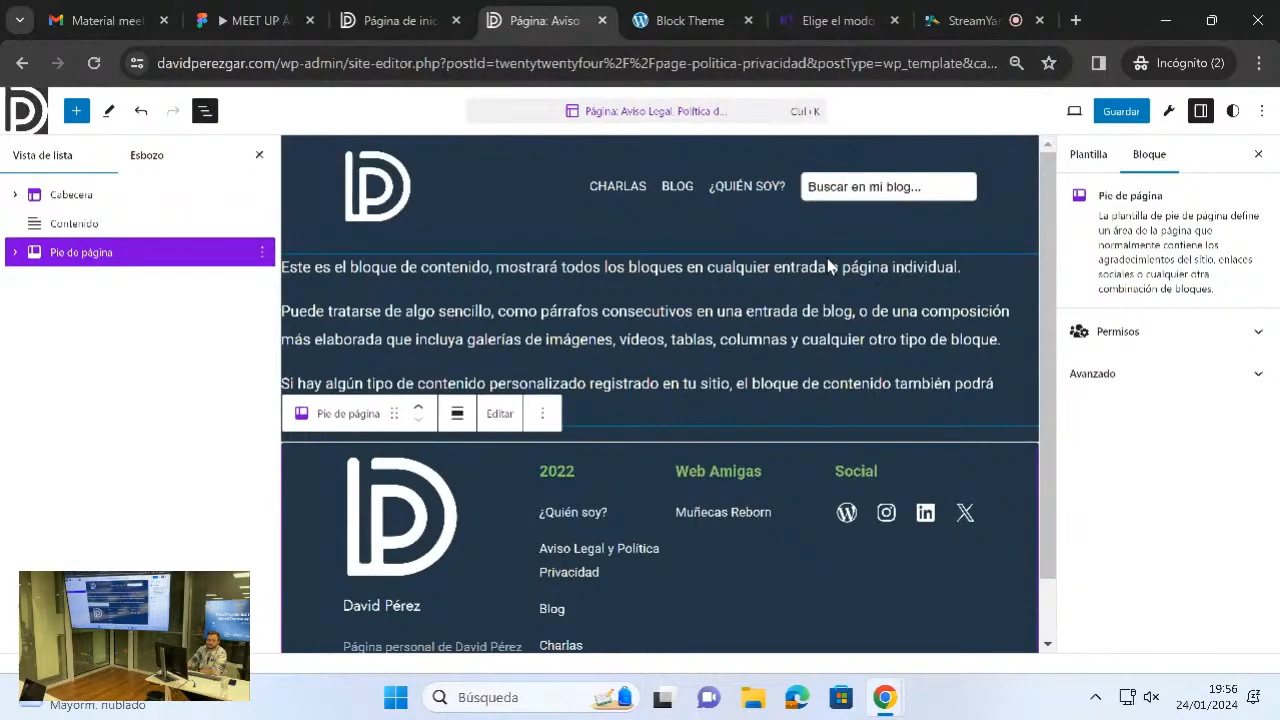 Material meet
MEET UP
Página de inic
Página: Aviso
Block Theme
Elige el modo
StreamYa
davidperezgar.com/wp-admin/site-editor.php?postId=twentytwentyfour%2F%2Fpage-politica-privacidad&postType=wp_template&ca...
Incógnito (2)
Página: Aviso Legal, Política d...
Ctrl+K
Guardar
Vista de lista
Esbozo
Cabecera
Contenido
Pie de página
CHARLAS
BLOG
¿QUIÉN SOY?
Buscar en mi blog...
Este es el bloque de contenido, mostrará todos los bloques en cualquier entrada o página individual.
Puede tratarse de algo sencillo, como párrafos consecutivos en una entrada de blog, o de una composición
más elaborada que incluya galerías de imágenes, vídeos, tablas, columnas y cualquier otro tipo de bloque.
Si hay algún tipo de contenido personalizado registrado en tu sitio, el bloque de contenido también podrá
Pie de página
Editar
David Pérez
Página personal de David Pérez
2022
¿Quién soy?
Aviso Legal y Política
Privacidad
Blog
Charlas
Web Amigas
Muñecas Reborn
Social
Plantilla
Bloque
Pie de página
La plantilla de pie de página define
un área de la página que
normalmente contiene los
agradecimientos del sitio, enlaces
sociales o cualquier otra
combinación de bloques.
Permisos
Avanzado
Mayorm. nublado
Búsqueda
19:56
24/01/2024